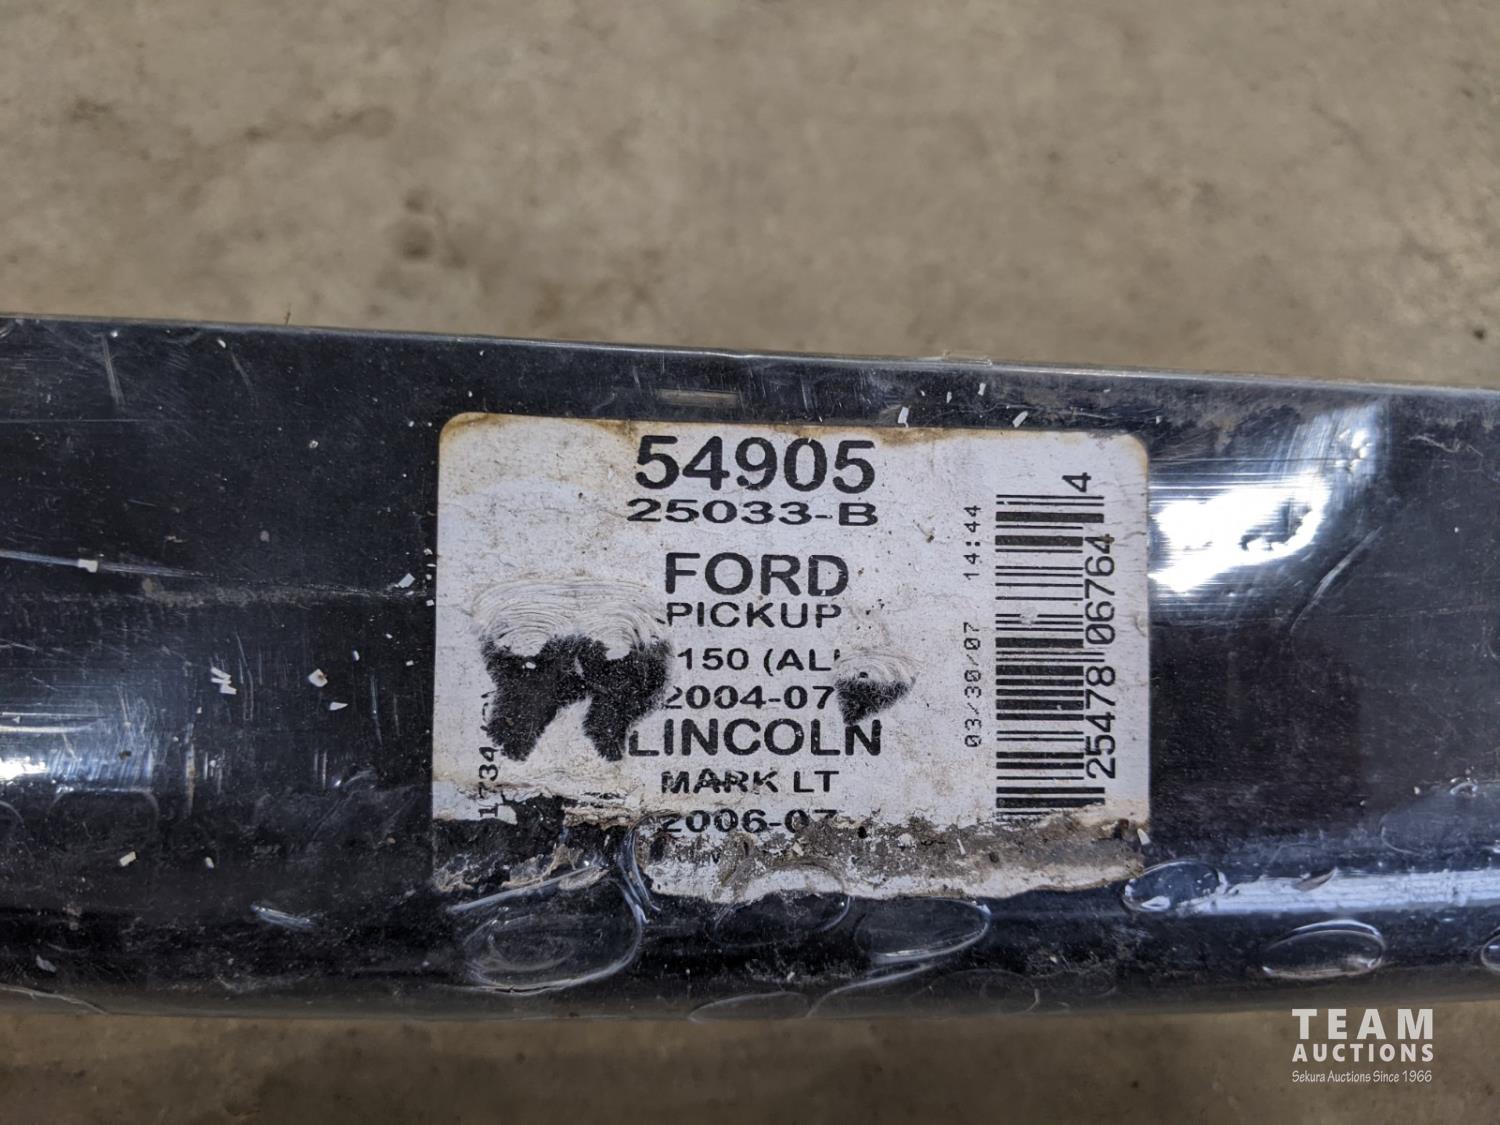 54905
25033-B
FORD
PICKUP
150 (AL
2004-07
LINCOLN
MARK LT
2006-07
1734
03/30/07 14:44
25478 06764 4
TEAM
AUCTIONS
Sekura Auctions Since 1966